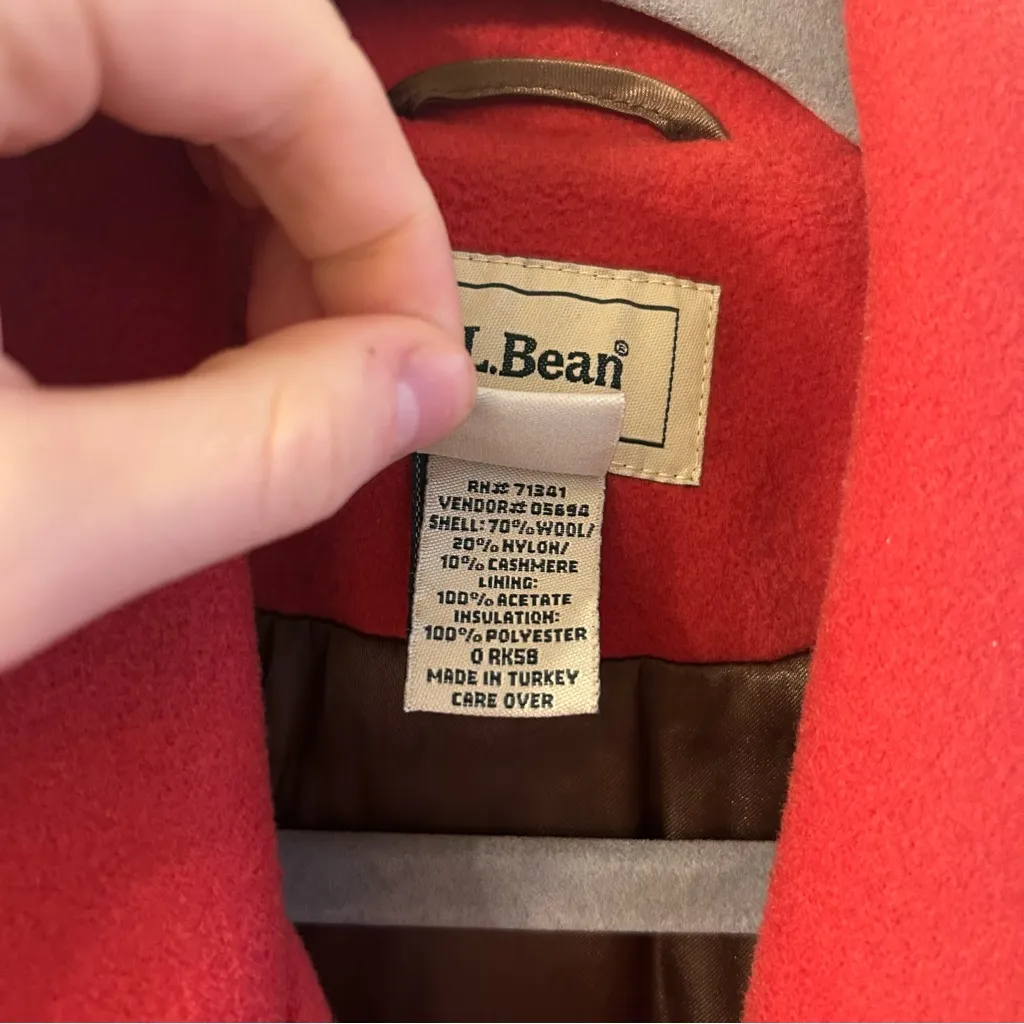 L.Bean®
RN# 71341
VENDOR# 05694
SHELL: 70% WOOL/
20% NYLON/
10% CASHMERE
LINING:
100% ACETATE
INSULATION:
100% POLYESTER
0 RK58
MADE IN TURKEY
CARE OVER